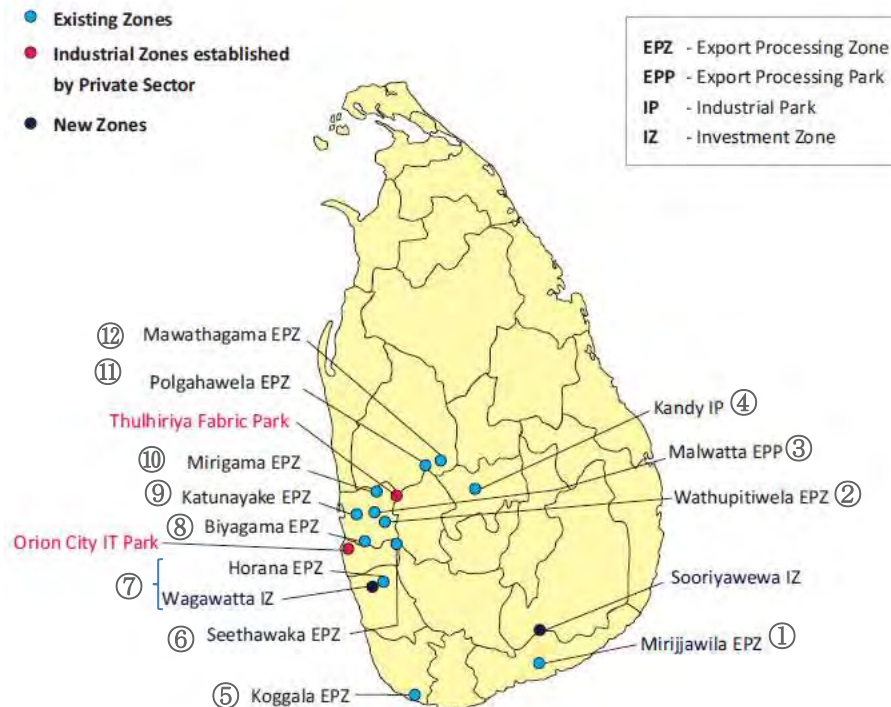 Existing Zones
Industrial Zones established
by Private Sector
New Zones
EPZ - Export Processing Zone
EPP - Export Processing Park
IP - Industrial Park
IZ - Investment Zone
⑫ Mawathagama EPZ
⑪ Polgahawela EPZ
Thulhiriya Fabric Park
Kandy IP ④
⑩ Mirigama EPZ
Malwatta EPP ③
⑨ Katunayake EPZ
Wathupitiwela EPZ ②
⑧ Biyagama EPZ
Orion City IT Park
Horana EPZ
⑦
Wagawatta IZ
Sooriyawewa IZ
⑥ Seethawaka EPZ
Mirijjawila EPZ ①
⑤ Koggala EPZ